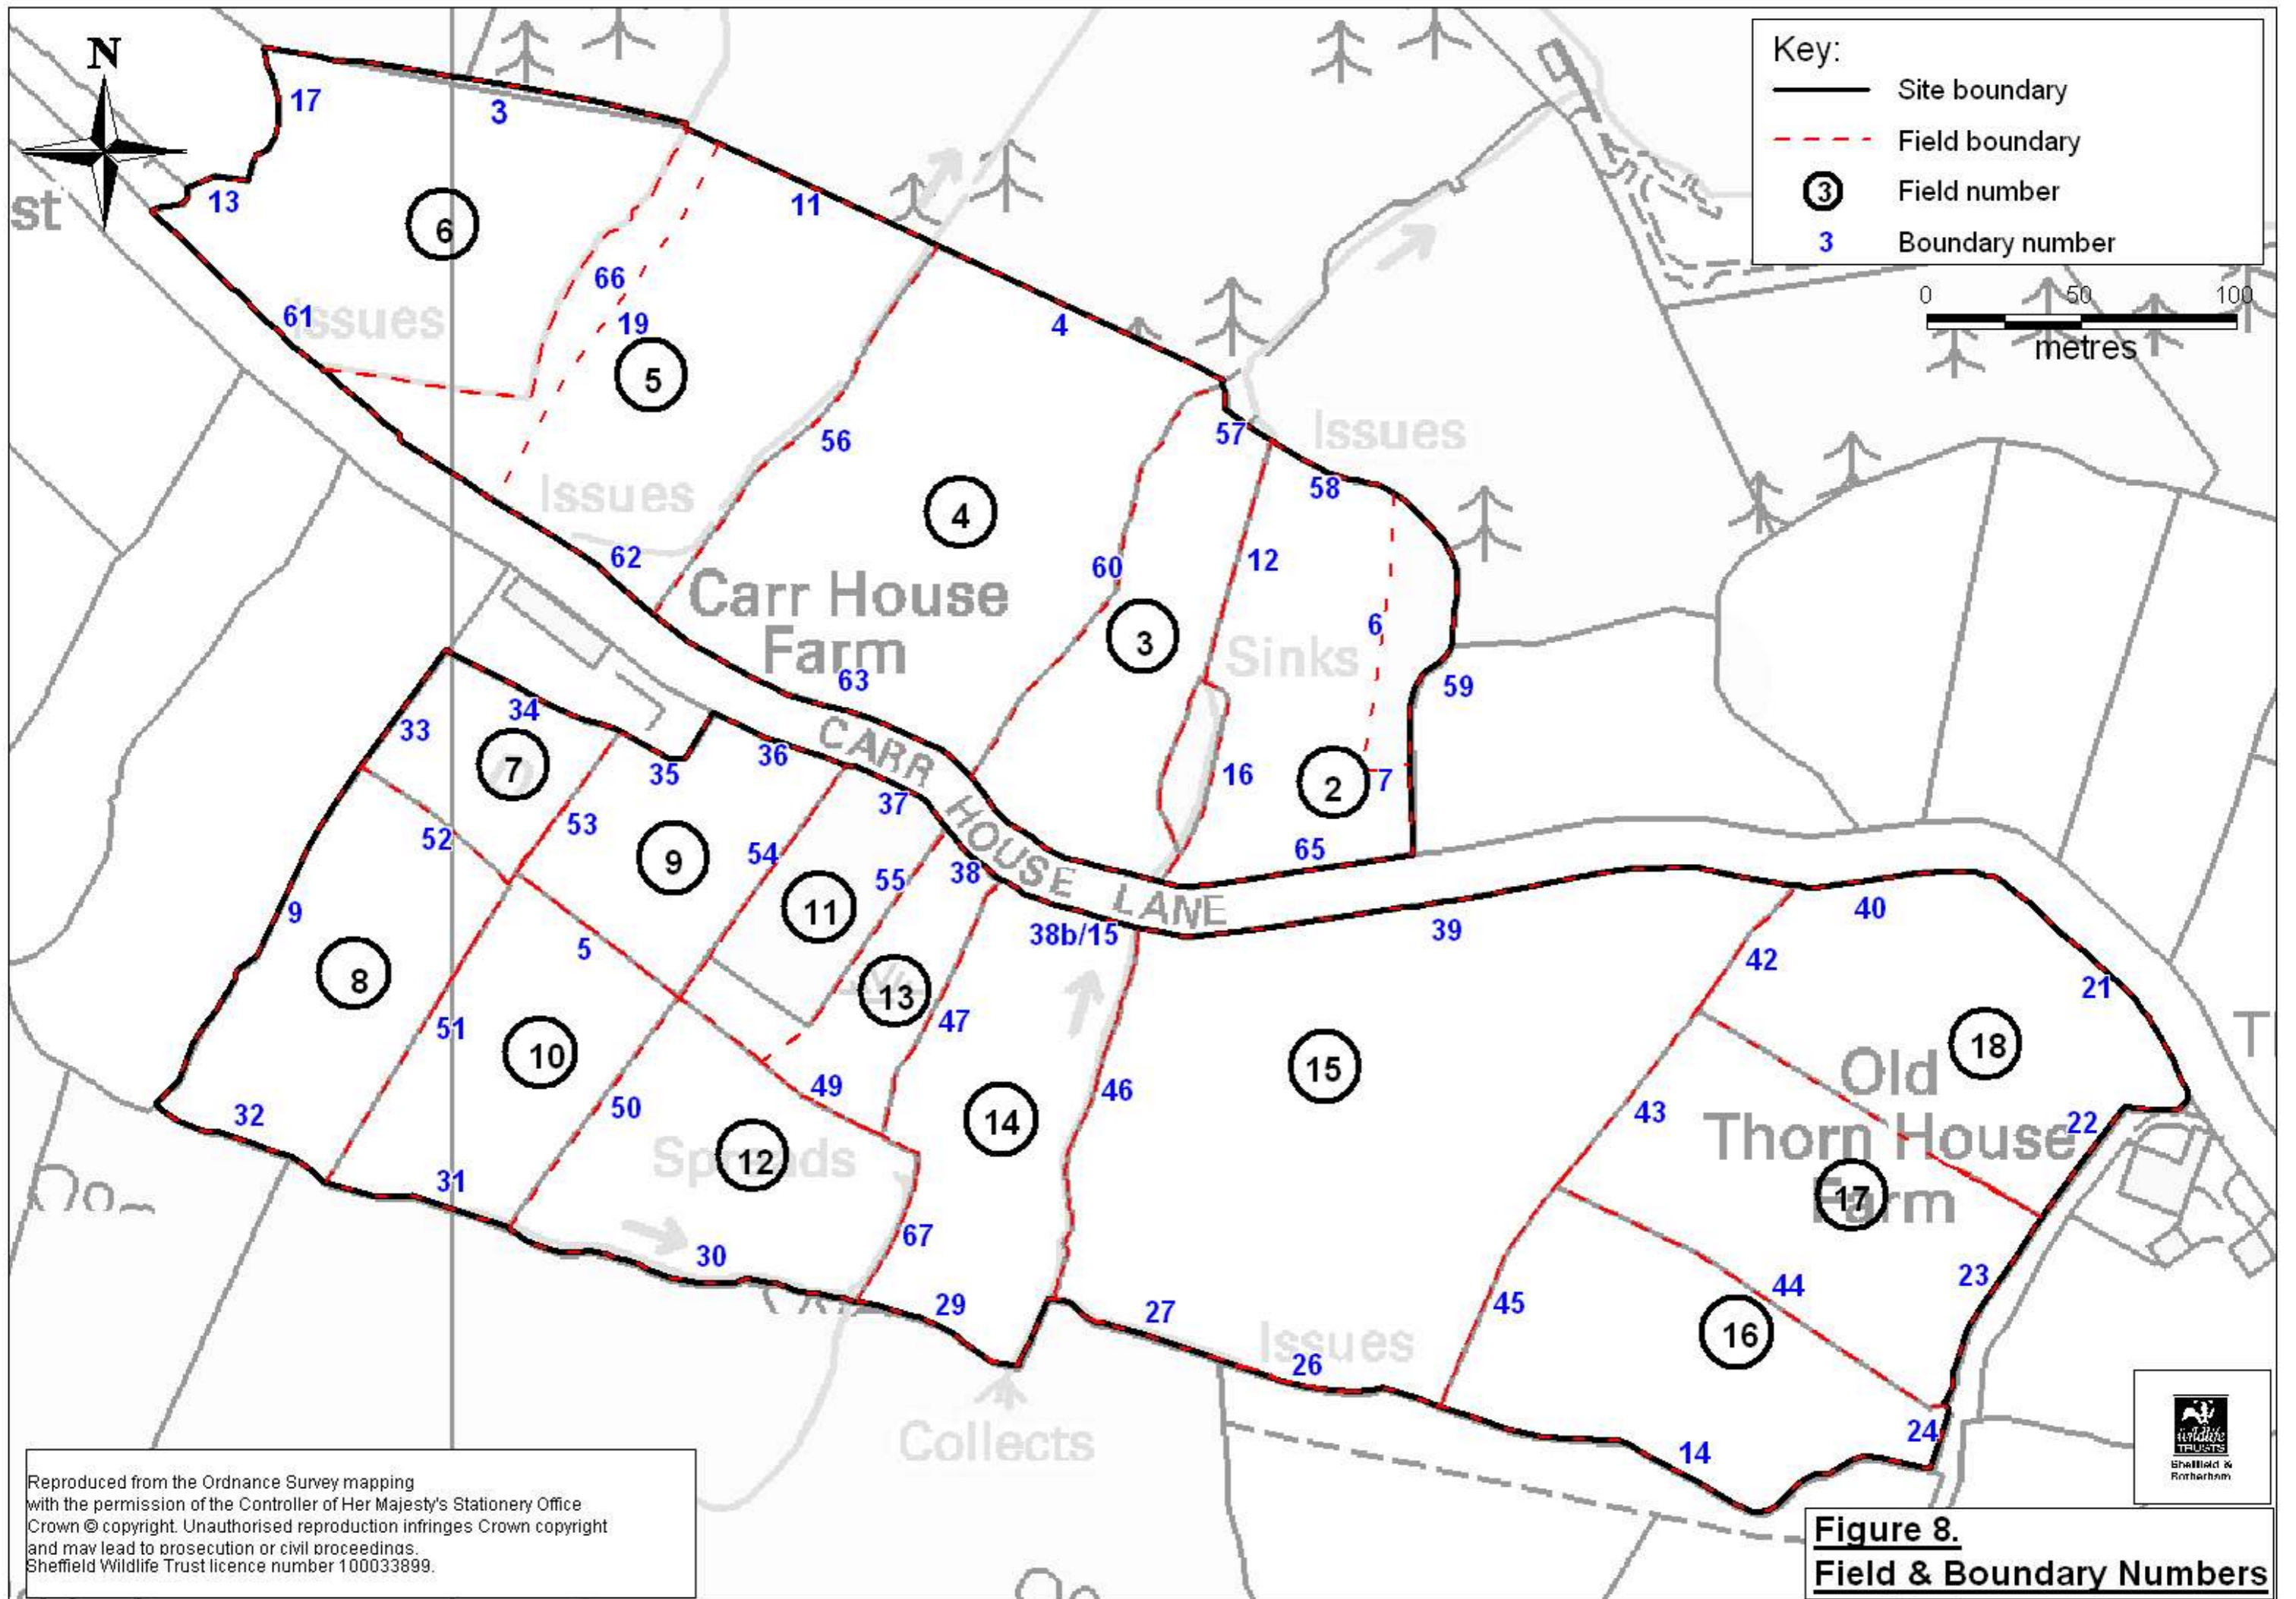 N
Key:
Site boundary
Field boundary
3 Field number
3 Boundary number
0 50 100
metres
st
17
3
13
6
11
66
61
Issues
19
5
4
56
57
Issues
58
Issues
4
62
60
12
Carr House
Farm
63
3
Sinks
6
59
33
34
7
35
36
37
16
2
7
CARR HOUSE LANE
52
53
9
54
11
55
38
65
9
5
38b/15
39
40
42
21
8
13
47
51
10
49
46
15
18
Old
Thorn House
Farm
T
50
43
22
32
14
12
17
31
67
23
30
44
29
27
45
16
Issues
26
Collects
24
14
wildlife
TRUSTS
Sheffield &
Rotherham
Reproduced from the Ordnance Survey mapping
with the permission of the Controller of Her Majesty's Stationery Office
Crown © copyright. Unauthorised reproduction infringes Crown copyright
and may lead to prosecution or civil proceedings.
Sheffield Wildlife Trust licence number 100033899.
Figure 8.
Field & Boundary Numbers